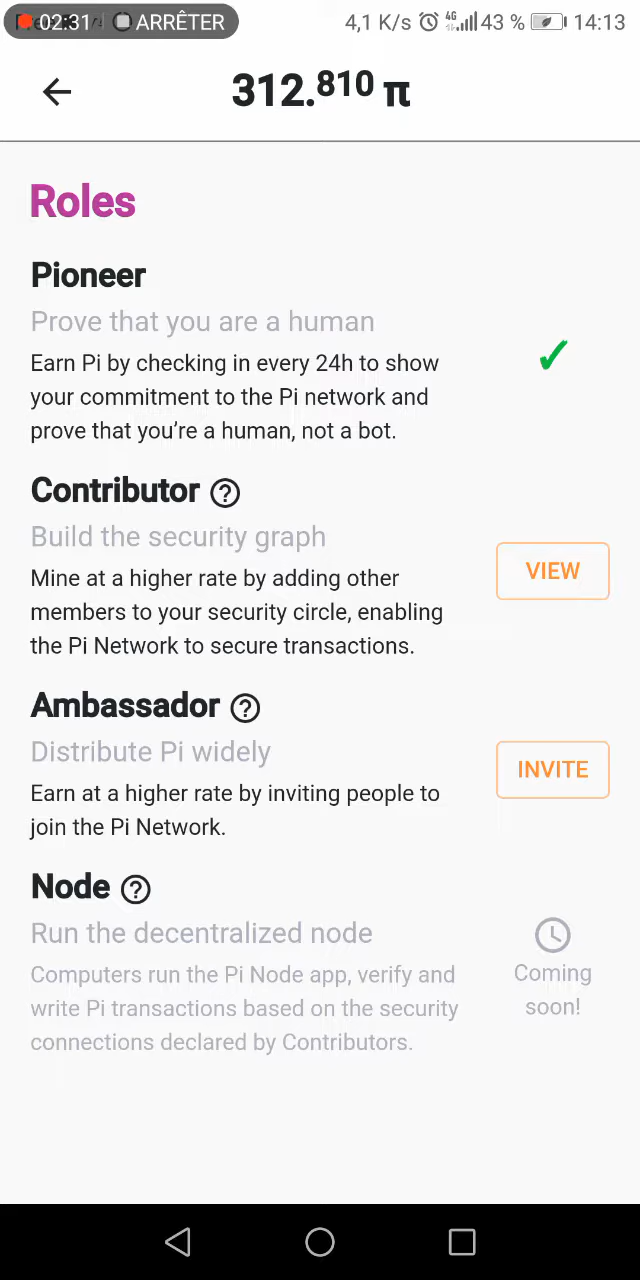 02:31 ARRÊTER 4,1 K/s 4G 43 % 14:13
312.810 π
Roles
Pioneer
Prove that you are a human
Earn Pi by checking in every 24h to show
your commitment to the Pi network and
prove that you’re a human, not a bot.
Contributor ?
Build the security graph
Mine at a higher rate by adding other
members to your security circle, enabling
the Pi Network to secure transactions.
VIEW
Ambassador ?
Distribute Pi widely
Earn at a higher rate by inviting people to
join the Pi Network.
INVITE
Node ?
Run the decentralized node
Computers run the Pi Node app, verify and
write Pi transactions based on the security
connections declared by Contributors.
Coming
soon!